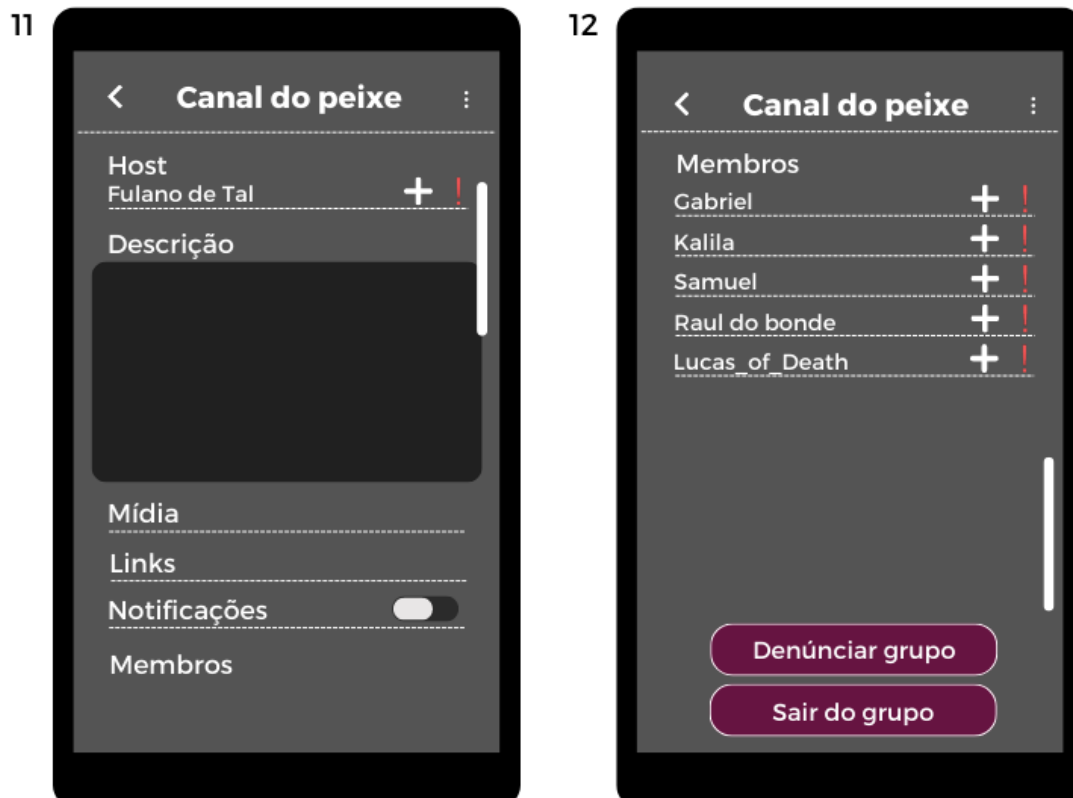 11
Canal do peixe
Host
Fulano de Tal
Descrição
Mídia
Links
Notificações
Membros
12
Canal do peixe
Membros
Gabriel
Kalila
Samuel
Raul do bonde
Lucas_of_Death
Denúnciar grupo
Sair do grupo